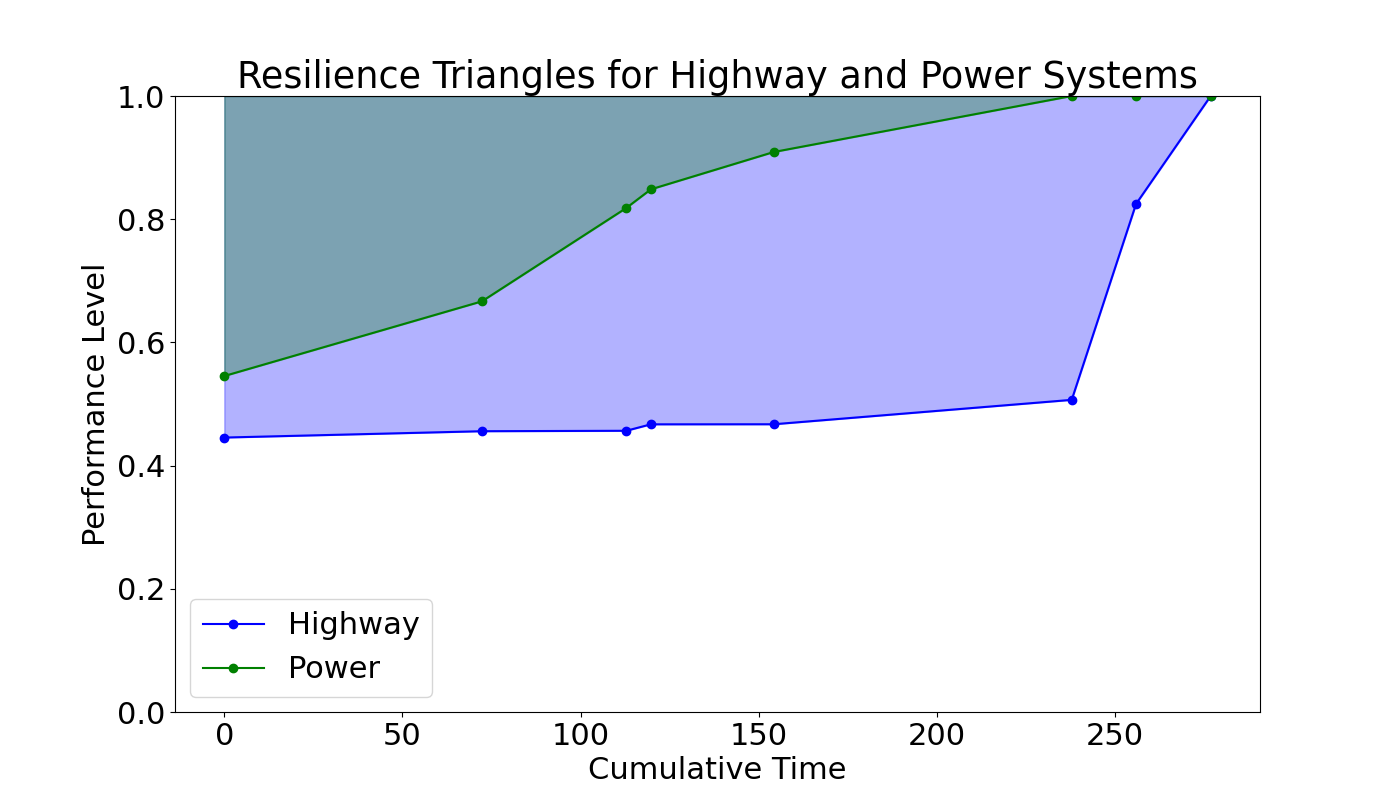 Resilience Triangles for Highway and Power Systems
1.0
0.8
0.6
0.4
0.2
0.0
Performance Level
Highway
Power
0 50 100 150 200 250
Cumulative Time